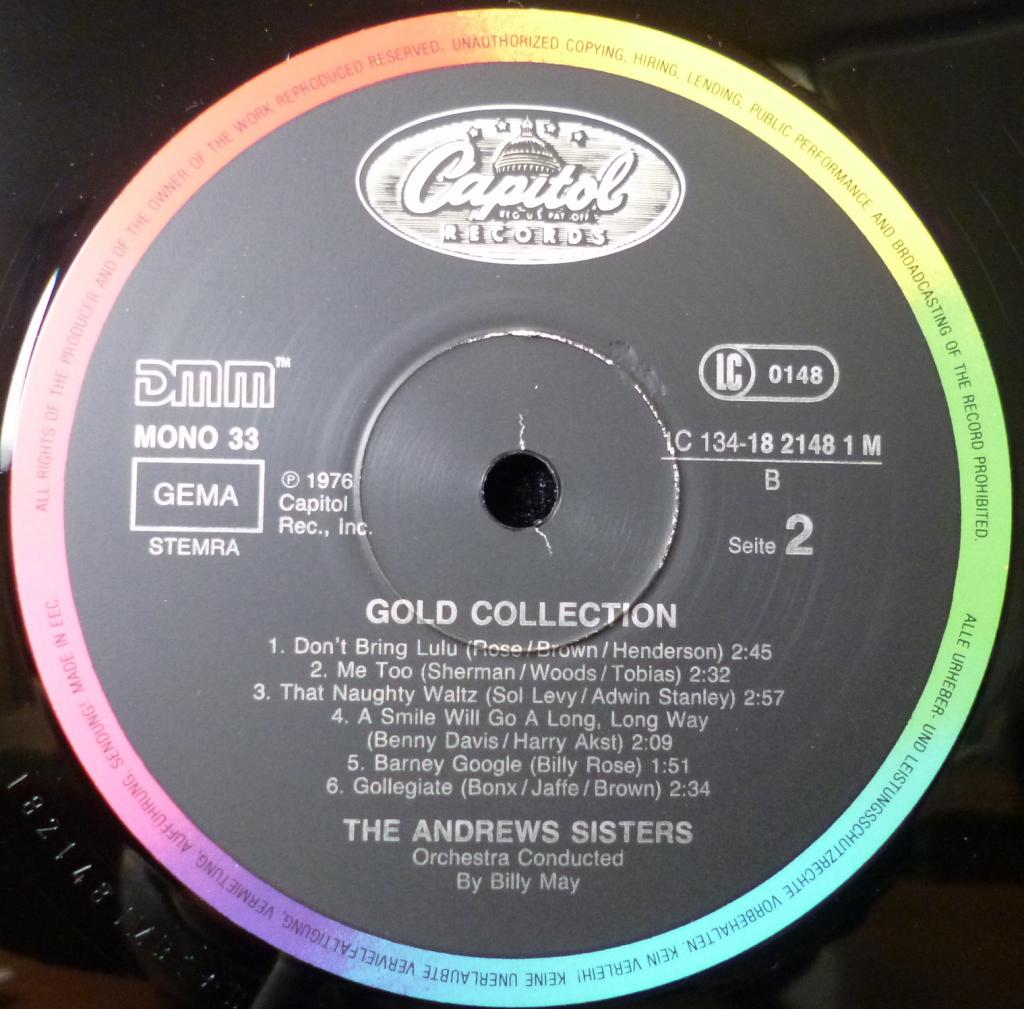 ALL RIGHTS OF THE PRODUCER AND OF THE OWNER OF THE WORK REPRODUCED RESERVED. UNAUTHORIZED COPYING, HIRING, LENDING, PUBLIC PERFORMANCE AND BROADCASTING OF THE RECORD PROHIBITED.
Capitol
REG U.S. PAT. OFF.
RECORDS
DMM™
MONO 33
GEMA
STEMRA
℗ 1976
Capitol
Rec., Inc.
LC 0148
1C 134-18 2148 1 M
B
Seite 2
GOLD COLLECTION
1. Don't Bring Lulu (Rose/Brown/Henderson) 2:45
2. Me Too (Sherman/Woods/Tobias) 2:32
3. That Naughty Waltz (Sol Levy/Adwin Stanley) 2:57
4. A Smile Will Go A Long, Long Way
(Benny Davis/Harry Akst) 2:09
5. Barney Google (Billy Rose) 1:51
6. Gollegiate (Bonx/Jaffe/Brown) 2:34
THE ANDREWS SISTERS
Orchestra Conducted
By Billy May
ALLE URHEBER- UND LEISTUNGSSCHUTZRECHTE VORBEHALTEN. KEIN VERLEIH! KEINE UNERLAUBTE VERVIELFÄLTIGUNG, VERMIETUNG, AUFFÜHRUNG, SENDUNG! MADE IN EEC.
1821481